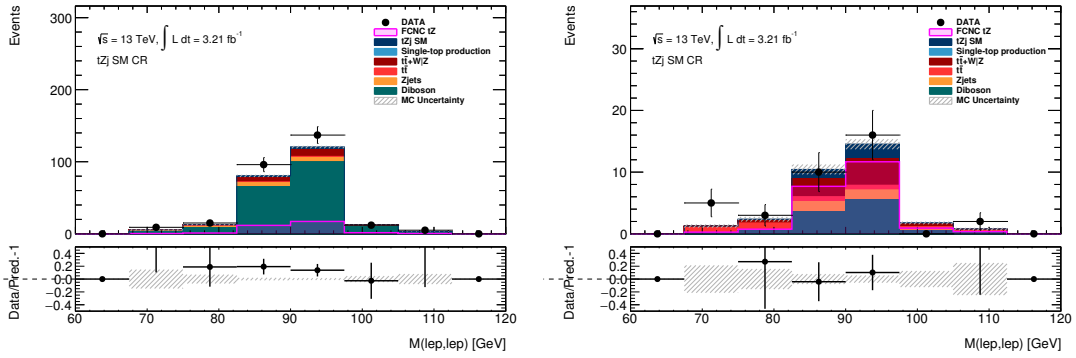 Events
300
200
100
0
√s = 13 TeV, ∫ L dt = 3.21 fb⁻¹
tZj SM CR
DATA
FCNC tZ
tZj SM
Single-top production
tt̄+W|Z
tt̄
Zjets
Diboson
MC Uncertainty
Data/Pred.-1
0.4
0.2
0.0
−0.2
−0.4
60 70 80 90 100 110 120
M(lep,lep) [GeV]
Events
30
20
10
0
√s = 13 TeV, ∫ L dt = 3.21 fb⁻¹
tZj SM CR
DATA
FCNC tZ
tZj SM
Single-top production
tt̄+W|Z
tt̄
Zjets
Diboson
MC Uncertainty
Data/Pred.-1
0.4
0.2
0.0
−0.2
−0.4
60 70 80 90 100 110 120
M(lep,lep) [GeV]